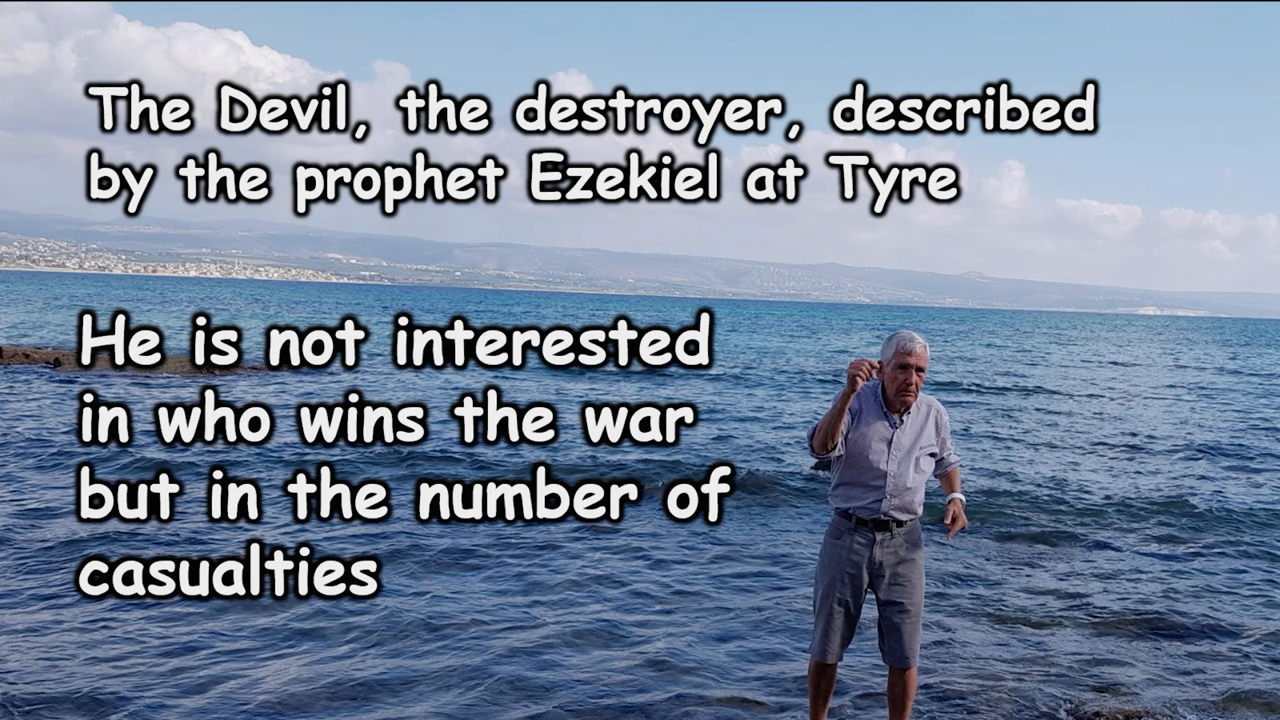 The Devil, the destroyer, described
by the prophet Ezekiel at Tyre
He is not interested
in who wins the war
but in the number of
casualties